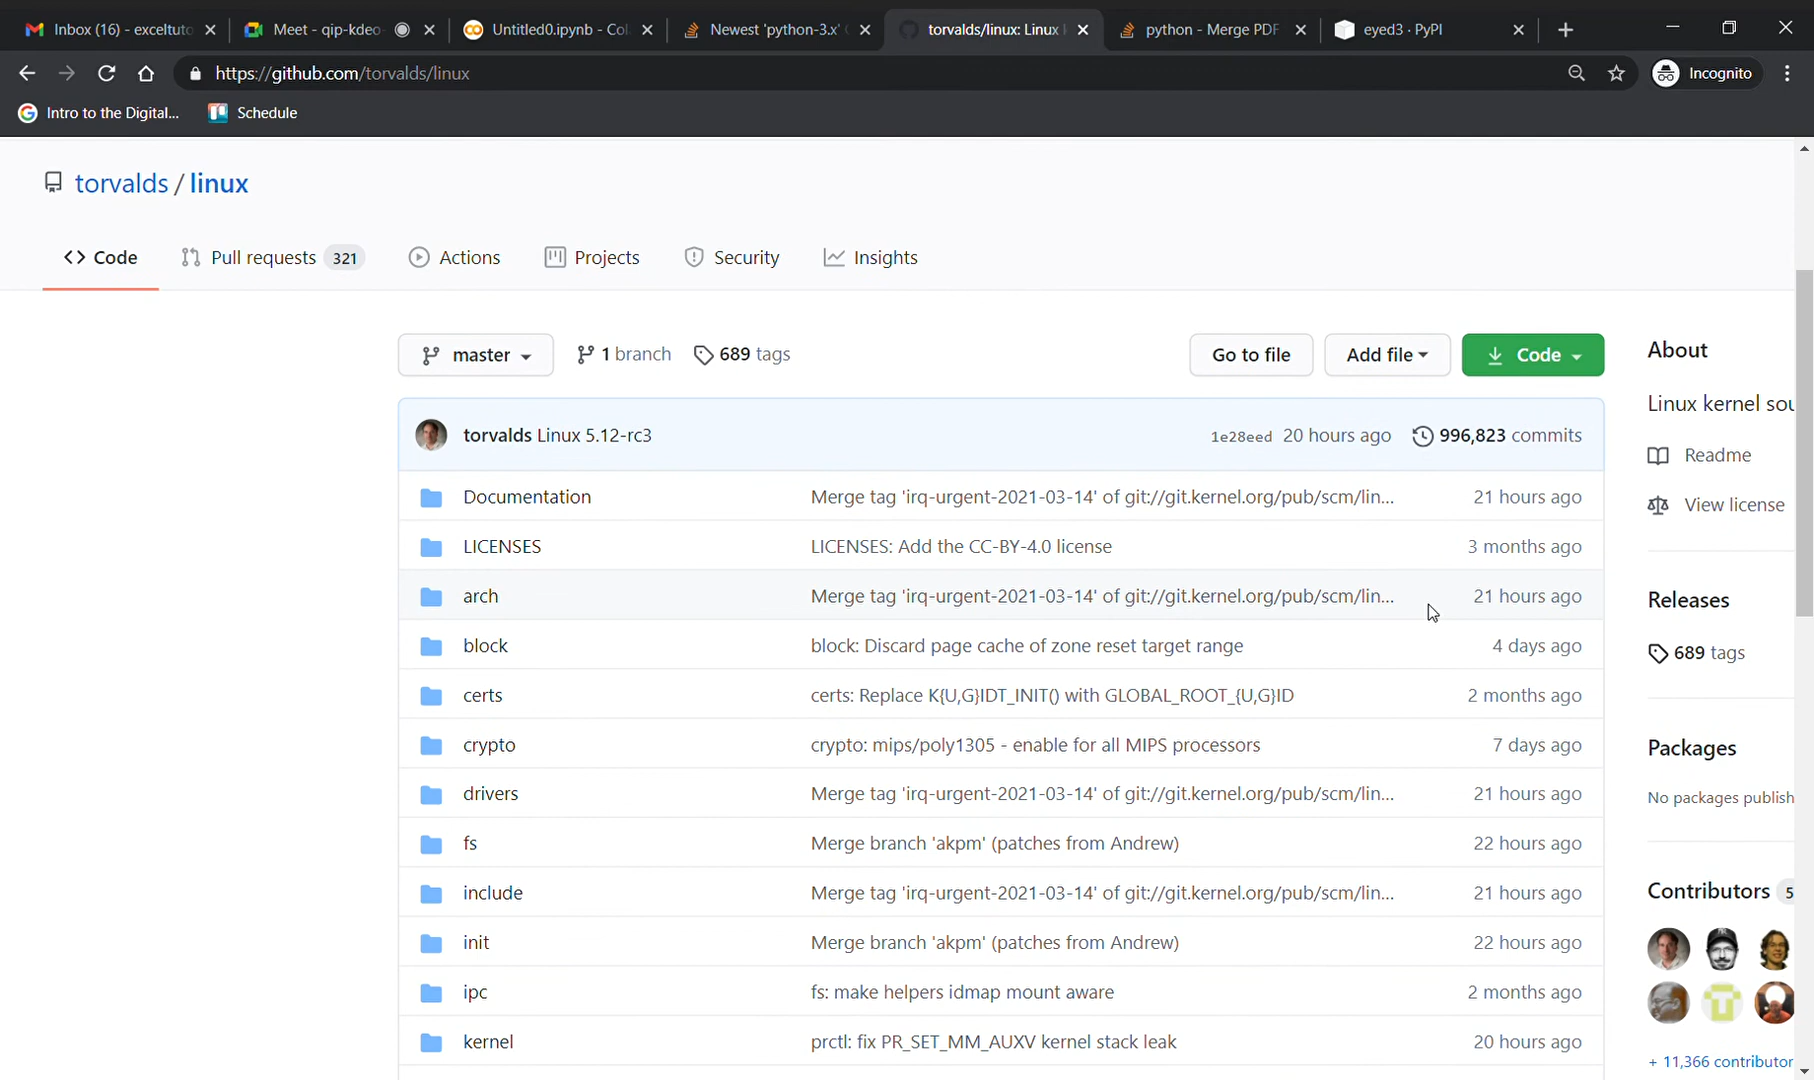 Inbox (16) - exceltuto
Meet - qip-kdeo
Untitled0.ipynb - Col
Newest 'python-3.x'
torvalds/linux: Linux
python - Merge PDF
eyed3 · PyPI
https://github.com/torvalds/linux
Incognito
Intro to the Digital...
Schedule
torvalds / linux
<> Code
Pull requests 321
Actions
Projects
Security
Insights
master
1 branch
689 tags
Go to file
Add file
Code
About
torvalds Linux 5.12-rc3
1e28eed 20 hours ago
996,823 commits
Linux kernel sou
Readme
View license
Documentation
Merge tag 'irq-urgent-2021-03-14' of git://git.kernel.org/pub/scm/lin...
21 hours ago
LICENSES
LICENSES: Add the CC-BY-4.0 license
3 months ago
arch
Merge tag 'irq-urgent-2021-03-14' of git://git.kernel.org/pub/scm/lin...
21 hours ago
block
block: Discard page cache of zone reset target range
4 days ago
certs
certs: Replace K{U,G}IDT_INIT() with GLOBAL_ROOT_{U,G}ID
2 months ago
crypto
crypto: mips/poly1305 - enable for all MIPS processors
7 days ago
drivers
Merge tag 'irq-urgent-2021-03-14' of git://git.kernel.org/pub/scm/lin...
21 hours ago
fs
Merge branch 'akpm' (patches from Andrew)
22 hours ago
include
Merge tag 'irq-urgent-2021-03-14' of git://git.kernel.org/pub/scm/lin...
21 hours ago
init
Merge branch 'akpm' (patches from Andrew)
22 hours ago
ipc
fs: make helpers idmap mount aware
2 months ago
kernel
prctl: fix PR_SET_MM_AUXV kernel stack leak
20 hours ago
Releases
689 tags
Packages
No packages publish
Contributors 5
+ 11,366 contributor